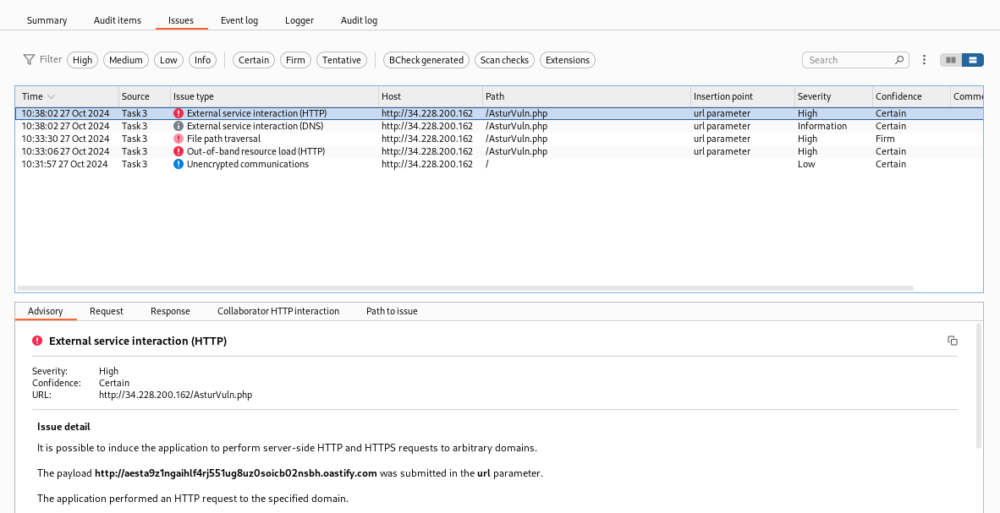 Summary Audit items Issues Event log Logger Audit log
Filter High Medium Low Info Certain Firm Tentative BCheck generated Scan checks Extensions Search
Time Source Issue type Host Path Insertion point Severity Confidence Comme
10:38:02 27 Oct 2024 Task 3 External service interaction (HTTP) http://34.228.200.162 /AsturVuln.php url parameter High Certain
10:38:02 27 Oct 2024 Task 3 External service interaction (DNS) http://34.228.200.162 /AsturVuln.php url parameter Information Certain
10:33:30 27 Oct 2024 Task 3 File path traversal http://34.228.200.162 /AsturVuln.php url parameter High Firm
10:33:06 27 Oct 2024 Task 3 Out-of-band resource load (HTTP) http://34.228.200.162 /AsturVuln.php url parameter High Certain
10:31:57 27 Oct 2024 Task 3 Unencrypted communications http://34.228.200.162 / Low Certain
Advisory Request Response Collaborator HTTP interaction Path to issue
External service interaction (HTTP)
Severity: High
Confidence: Certain
URL: http://34.228.200.162/AsturVuln.php
Issue detail
It is possible to induce the application to perform server-side HTTP and HTTPS requests to arbitrary domains.
The payload http://aesta9z1ngaihlf4rj551ug8uz0soicb02nsbh.oastify.com was submitted in the url parameter.
The application performed an HTTP request to the specified domain.